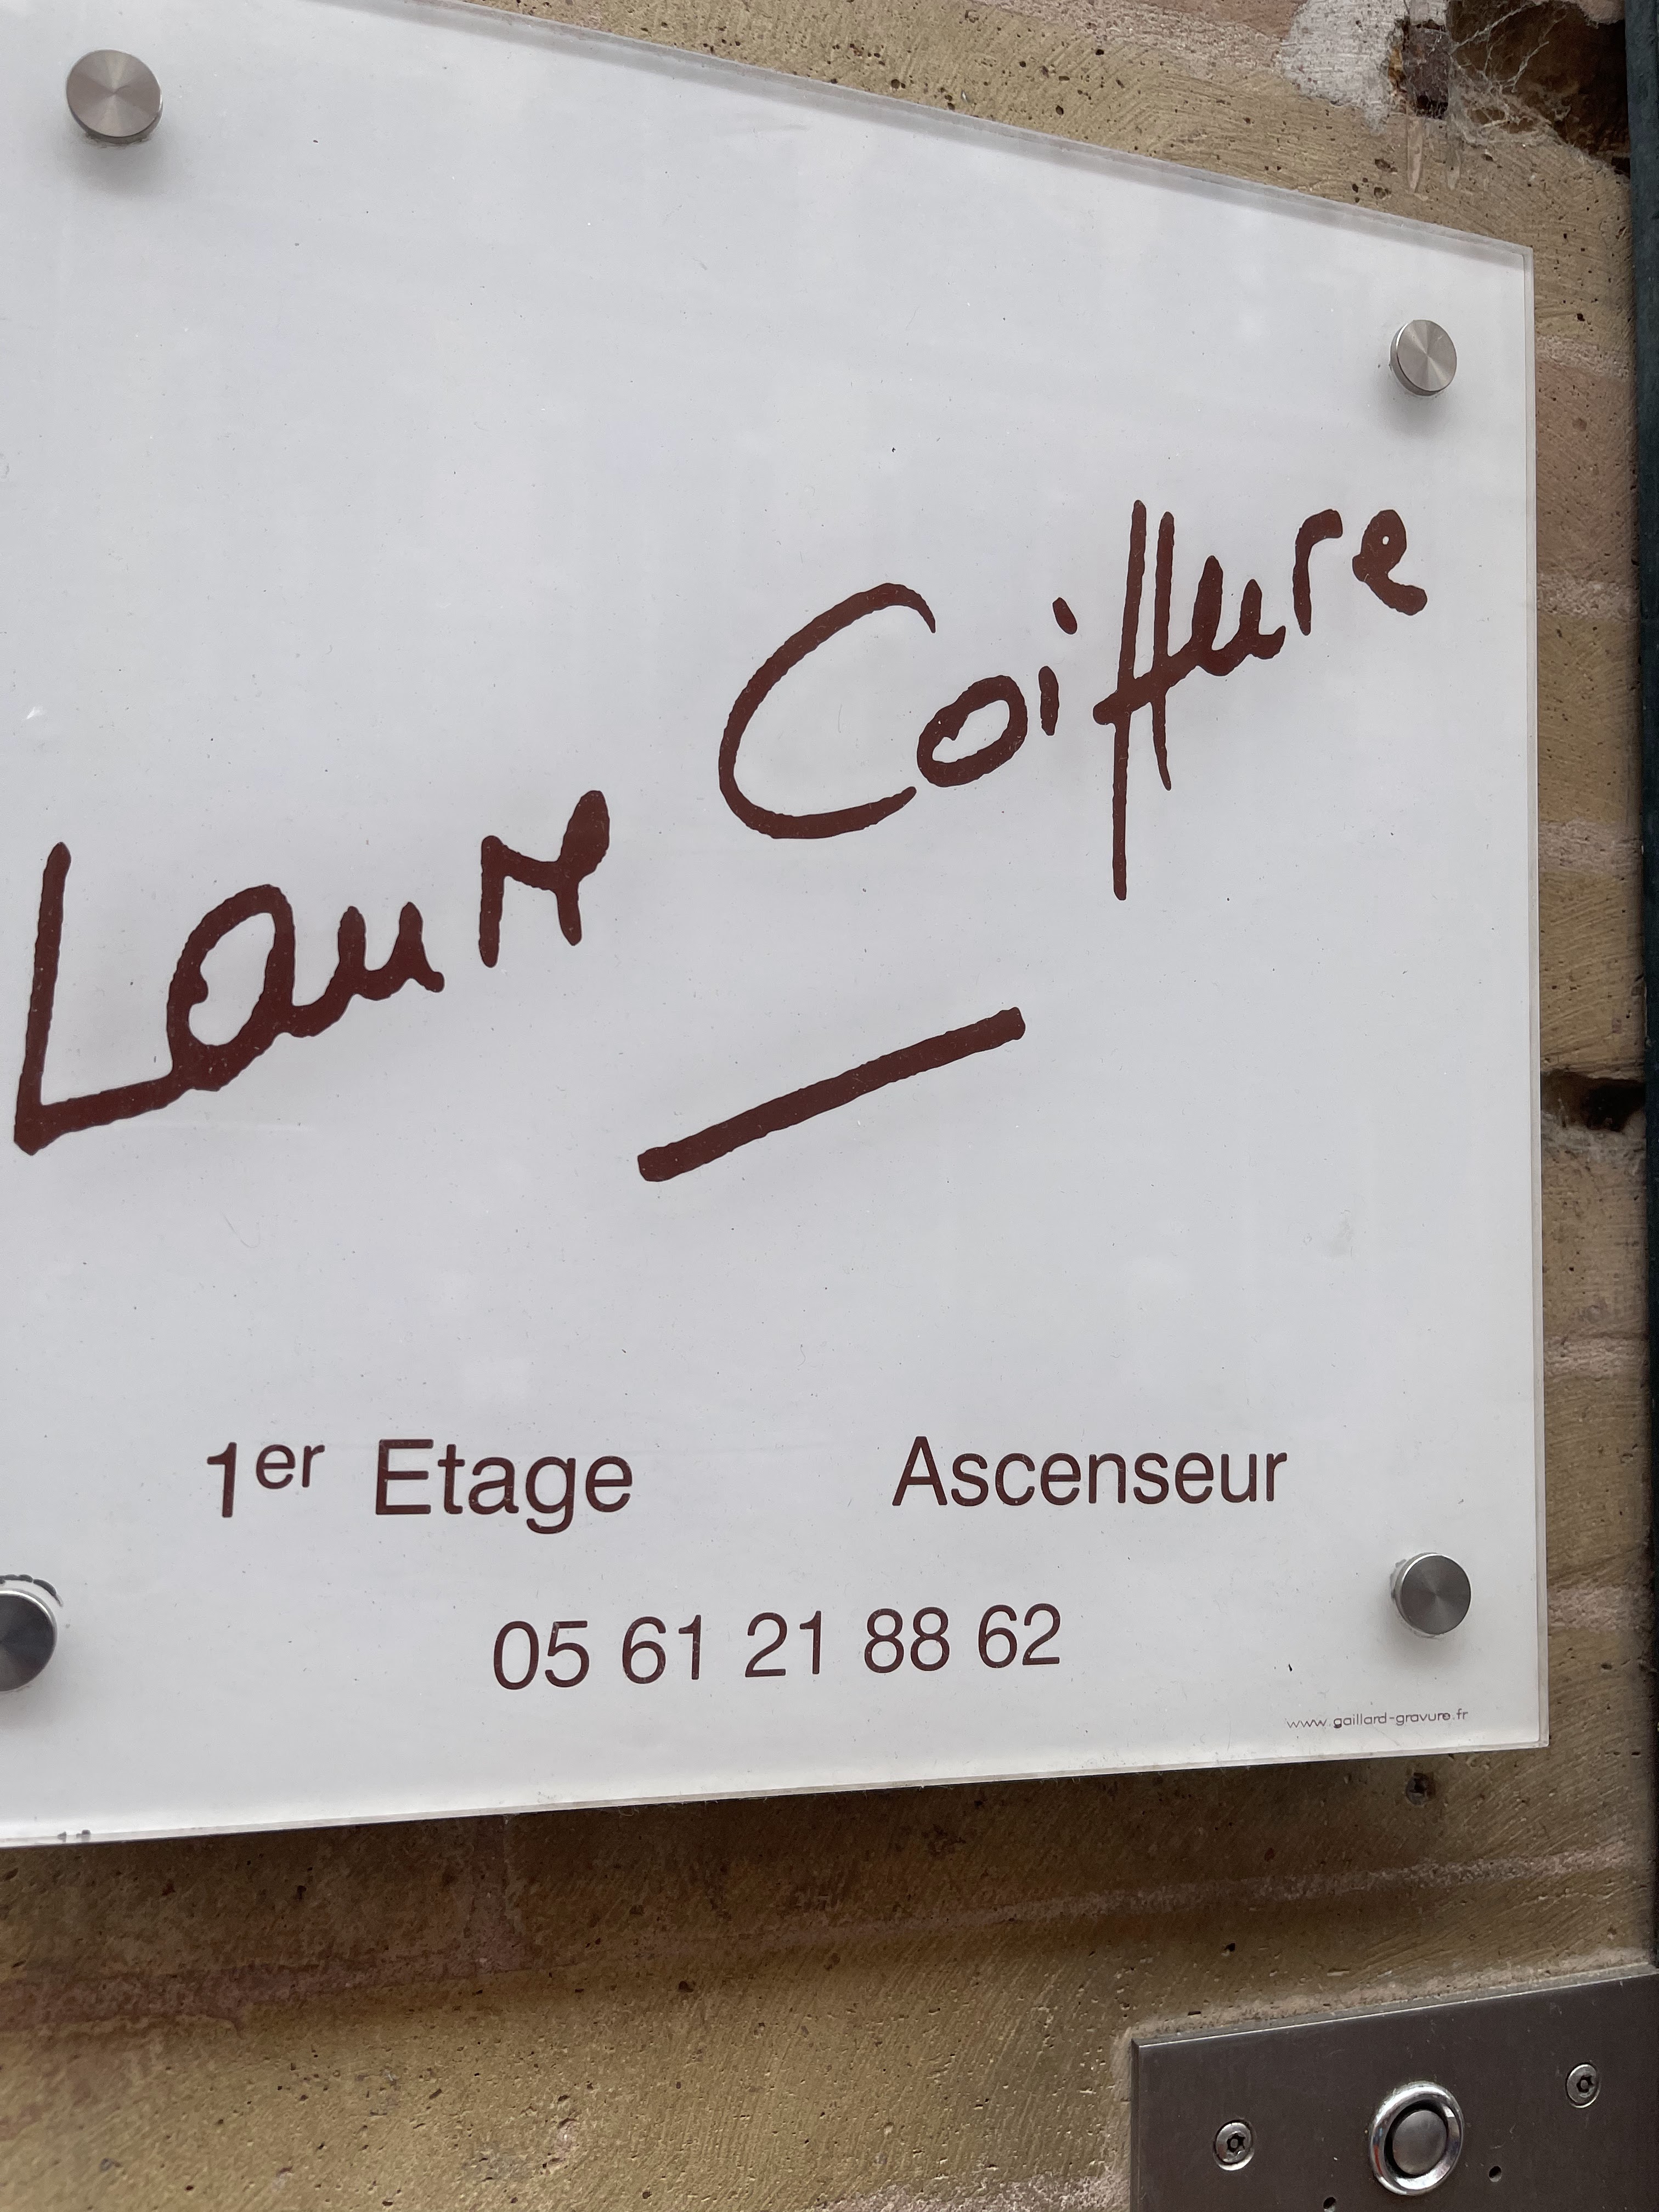 Laure Coiffure
1er Etage Ascenseur
05 61 21 88 62
www.gaillard-gravure.fr